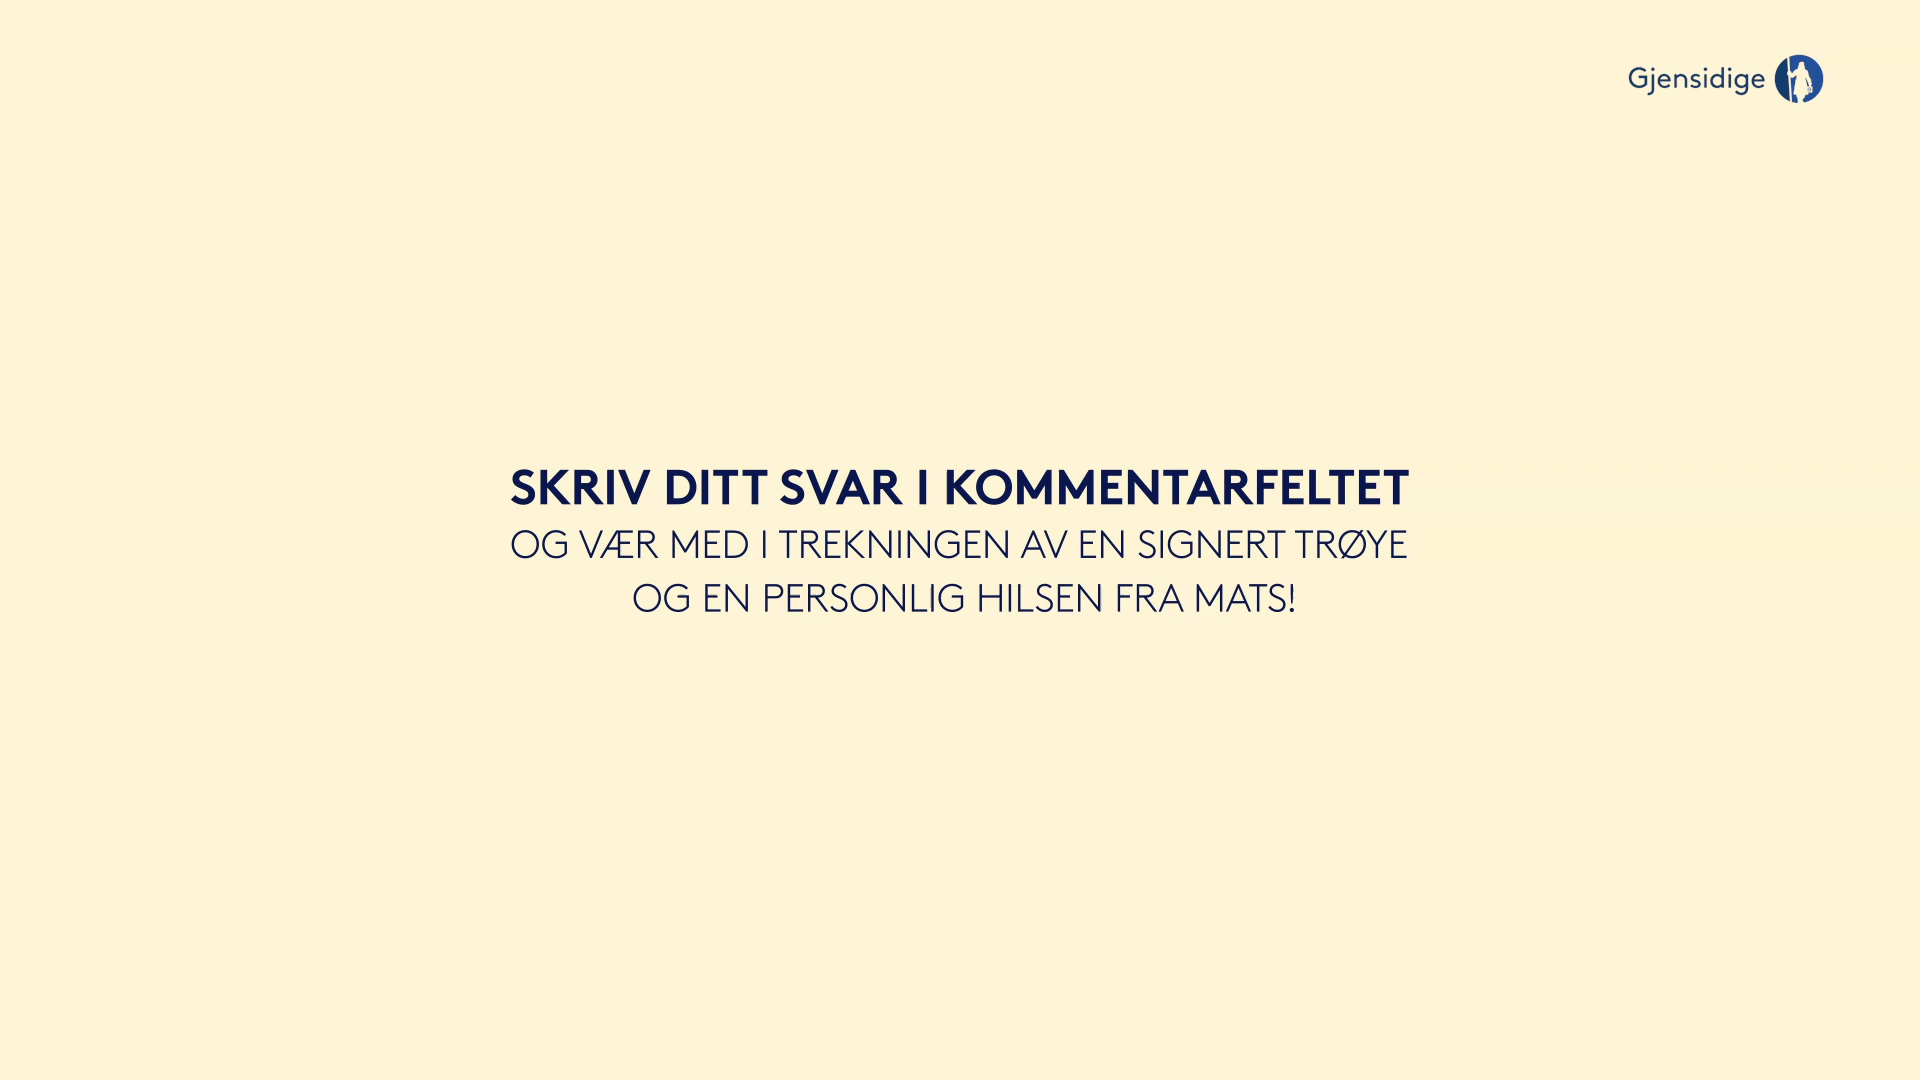 Gjensidige
SKRIV DITT SVAR I KOMMENTARFELTET
OG VÆR MED I TREKNINGEN AV EN SIGNERT TRØYE
OG EN PERSONLIG HILSEN FRA MATS!